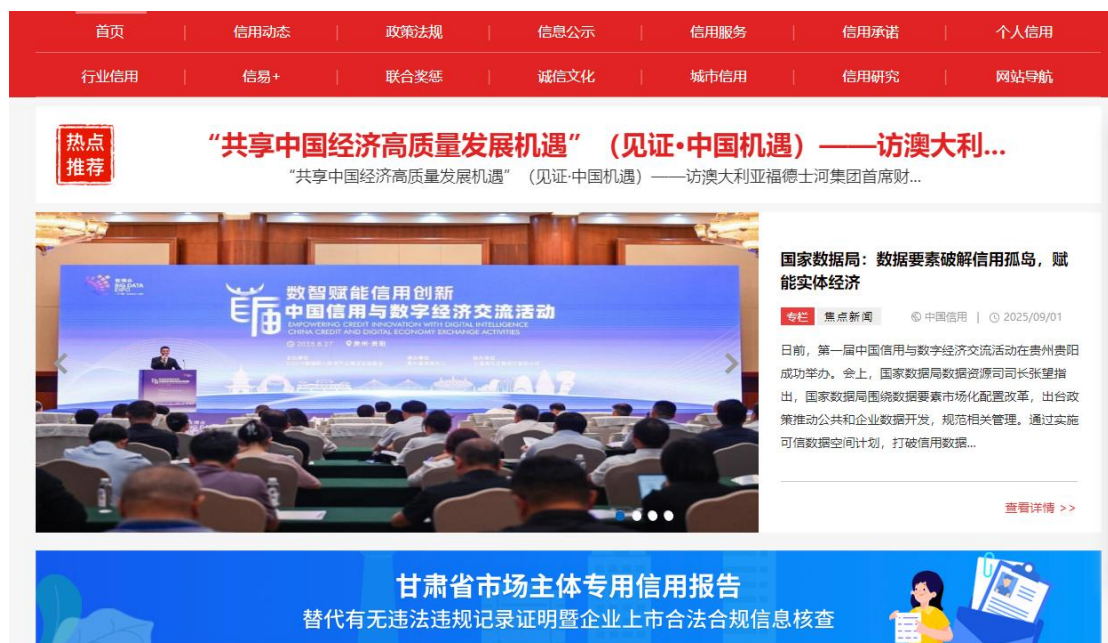 首页 | 信用动态 | 政策法规 | 信息公示 | 信用服务 | 信用承诺 | 个人信用
行业信用 | 信易+ | 联合奖惩 | 诚信文化 | 城市信用 | 信用研究 | 网站导航
热点
推荐
“共享中国经济高质量发展机遇”（见证•中国机遇）——访澳大利...
“共享中国经济高质量发展机遇”（见证·中国机遇）——访澳大利亚福德士河集团首席财...
BIG DATA
EXPO
首届
数智赋能信用创新
中国信用与数字经济交流活动
EMPOWERING CREDIT INNOVATION WITH DIGITAL INTELLIGENCE
CHINA CREDIT AND DIGITAL ECONOMY EXCHANGE ACTIVITIES
2025.8.27 贵州·贵阳
国家数据局：数据要素破解信用孤岛，赋
能实体经济
专栏 焦点新闻 中国信用 | 2025/09/01
日前，第一届中国信用与数字经济交流活动在贵州贵阳
成功举办。会上，国家数据局数据资源司司长张望指
出，国家数据局围绕数据要素市场化配置改革，出台政
策推动公共和企业数据开发，规范相关管理。通过实施
可信数据空间计划，打破信用数据...
查看详情 >>
甘肃省市场主体专用信用报告
替代有无违法违规记录证明暨企业上市合法合规信息核查